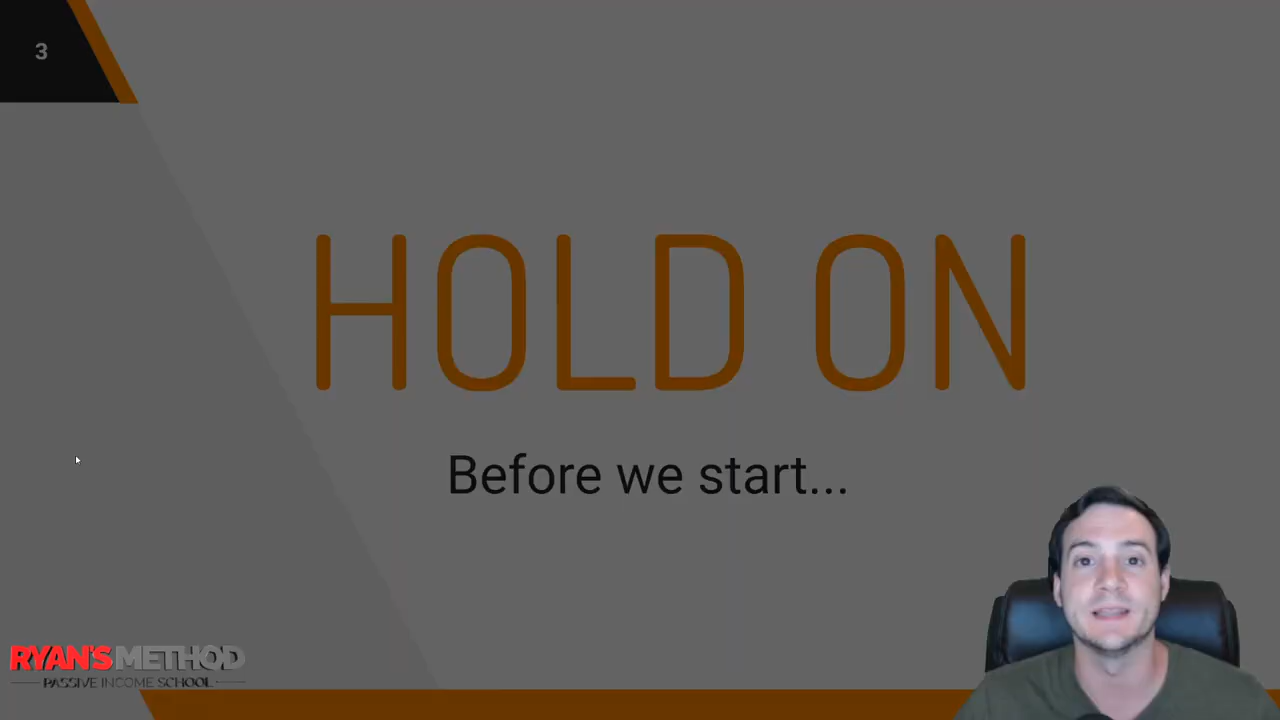 3
HOLD ON
Before we start...
RYAN'S METHOD
PASSIVE INCOME SCHOOL